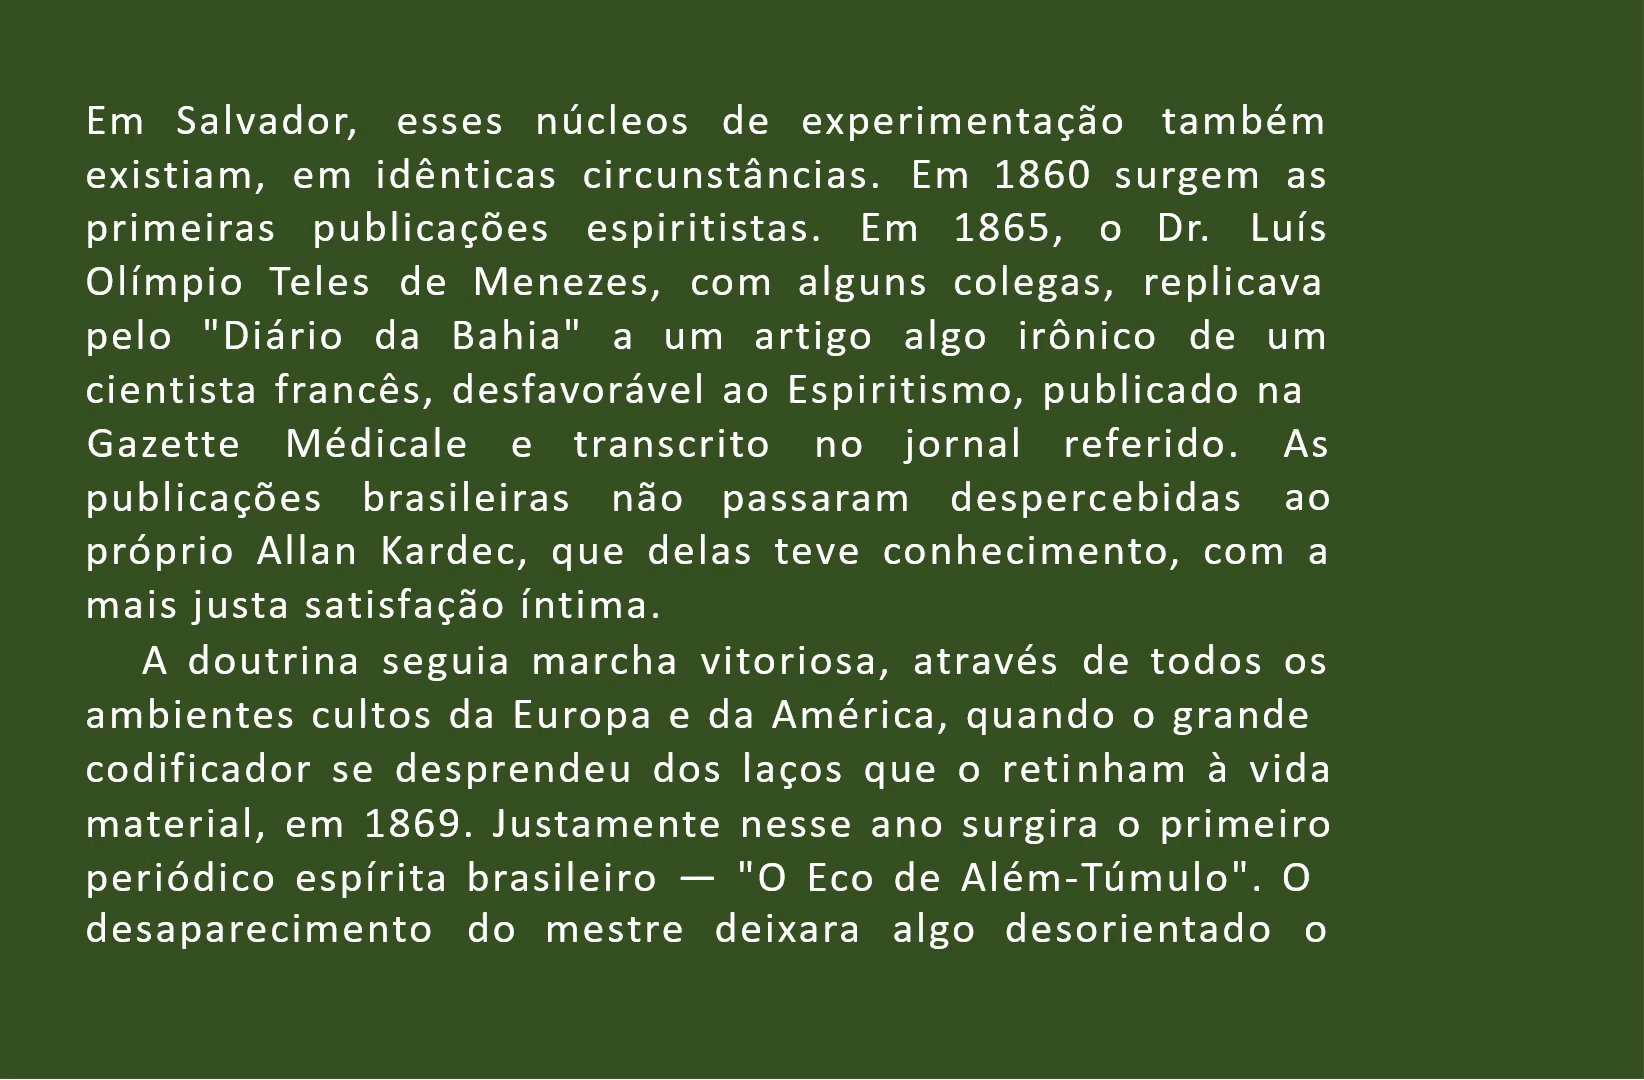 Em Salvador, esses núcleos de experimentação também
existiam, em idênticas circunstâncias. Em 1860 surgem as
primeiras publicações espiritistas. Em 1865, o Dr. Luís
Olímpio Teles de Menezes, com alguns colegas, replicava
pelo "Diário da Bahia" a um artigo algo irônico de um
cientista francês, desfavorável ao Espiritismo, publicado na
Gazette Médicale e transcrito no jornal referido. As
publicações brasileiras não passaram despercebidas ao
próprio Allan Kardec, que delas teve conhecimento, com a
mais justa satisfação íntima.
A doutrina seguia marcha vitoriosa, através de todos os
ambientes cultos da Europa e da América, quando o grande
codificador se desprendeu dos laços que o retinham à vida
material, em 1869. Justamente nesse ano surgira o primeiro
periódico espírita brasileiro — "O Eco de Além-Túmulo". O
desaparecimento do mestre deixara algo desorientado o